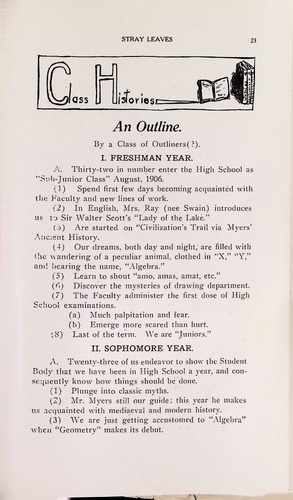 STRAY LEAVES 23
Class Histories
An Outline.
By a Class of Outliners(?).
I. FRESHMAN YEAR.
A. Thirty-two in number enter the High School as
"Sub-Junior Class" August, 1906.
(1) Spend first few days becoming acquainted with
the Faculty and new lines of work.
(2) In English, Mrs. Ray (nee Swain) introduces
us to Sir Walter Scott's "Lady of the Lake."
(3) Are started on "Civilization's Trail via Myers'
Ancient History.
(4) Our dreams, both day and night, are filled with
the wandering of a peculiar animal, clothed in "X," "Y,"
and bearing the name, "Algebra."
(5) Learn to shout "amo, amas, amat, etc."
(6) Discover the mysteries of drawing department.
(7) The Faculty administer the first dose of High
School examinations.
(a) Much palpitation and fear.
(b) Emerge more scared than hurt.
(8) Last of the term. We are "Juniors."
II. SOPHOMORE YEAR.
A. Twenty-three of us endeavor to show the Student
Body that we have been in High School a year, and con-
sequently know how things should be done.
(1) Plunge into classic myths.
(2) Mr. Myers still our guide; this year he makes
us acquainted with mediaeval and modern history.
(3) We are just getting accustomed to "Algebra"
when "Geometry" makes its debut.